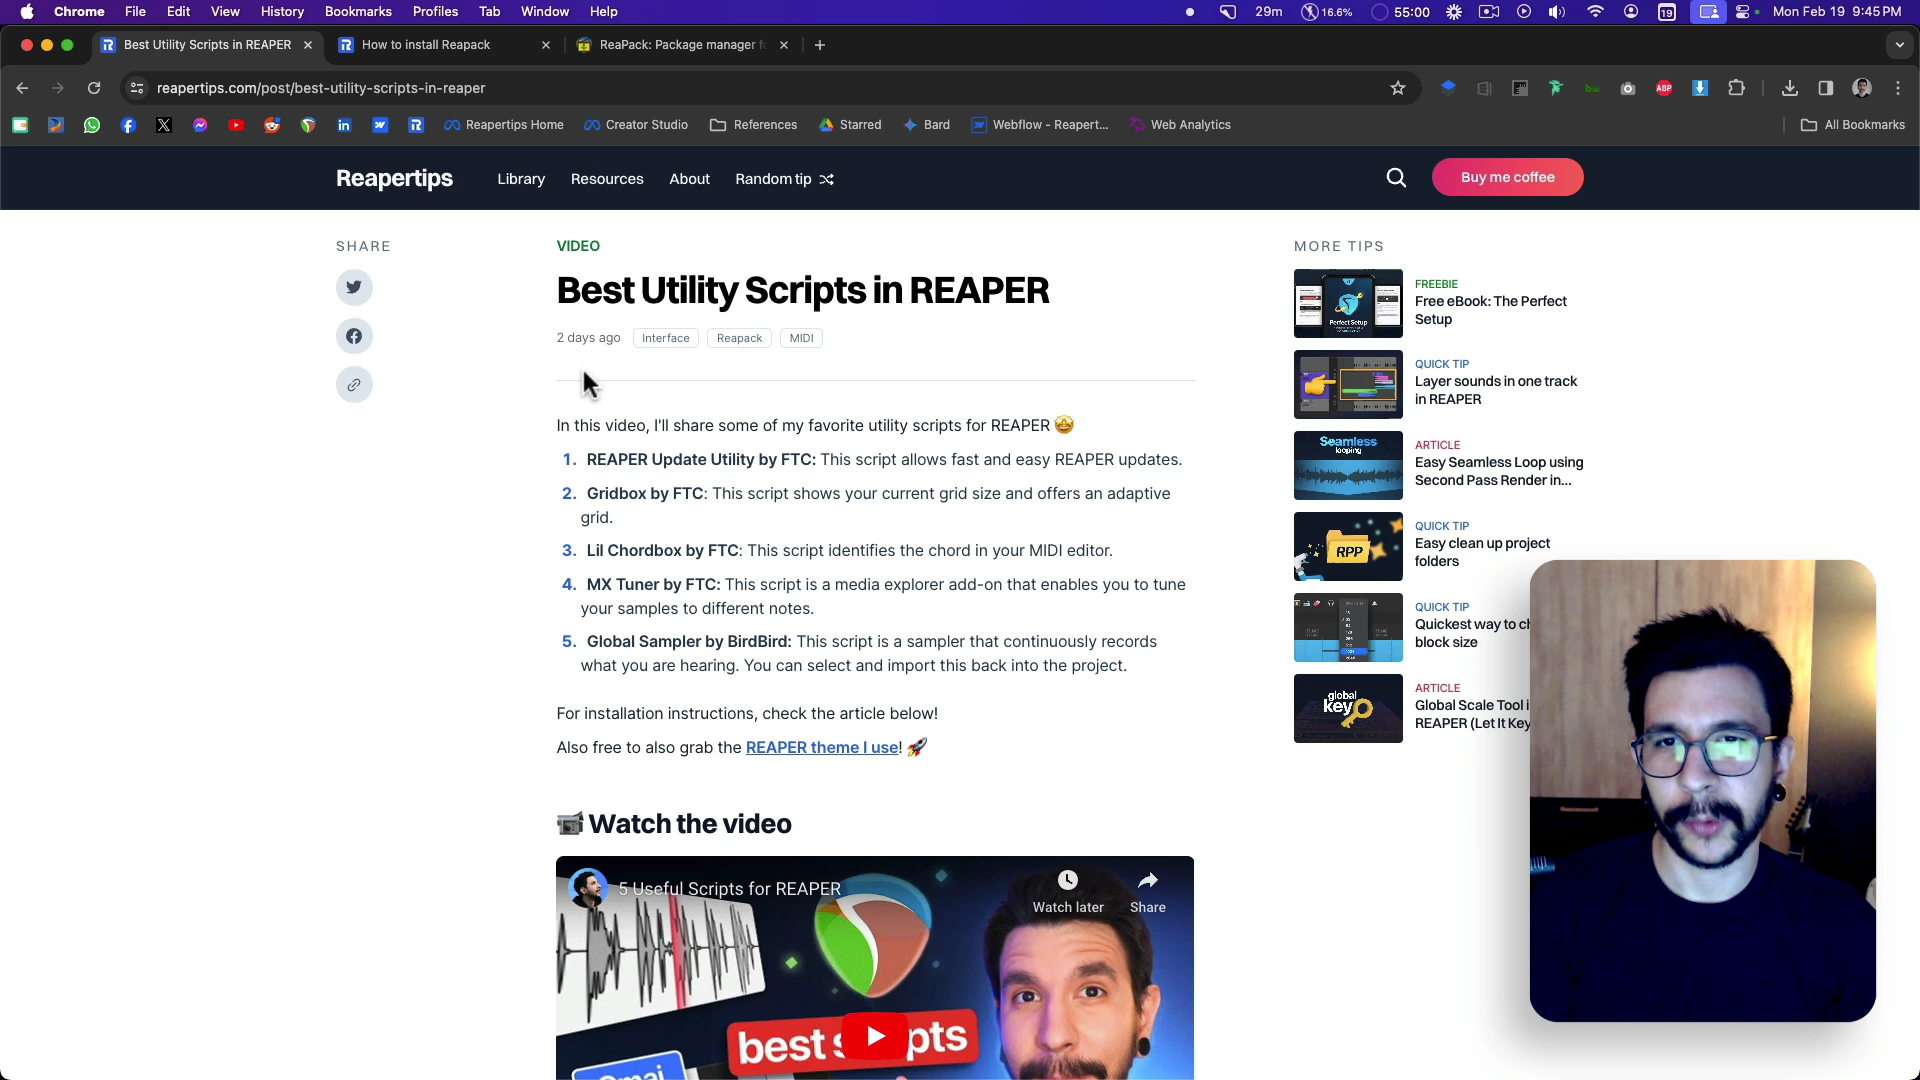 Chrome File Edit View History Bookmarks Profiles Tab Window Help 29m 16.6% 55:00 19 Mon Feb 19 9:45 PM
Best Utility Scripts in REAPER How to install Reapack ReaPack: Package manager f
reapertips.com/post/best-utility-scripts-in-reaper ABP
Reapertips Home Creator Studio References Starred Bard Webflow - Reapert... Web Analytics All Bookmarks
Reapertips Library Resources About Random tip Buy me coffee
SHARE
VIDEO
Best Utility Scripts in REAPER
2 days ago Interface Reapack MIDI
In this video, I'll share some of my favorite utility scripts for REAPER 🤩
1. REAPER Update Utility by FTC: This script allows fast and easy REAPER updates.
2. Gridbox by FTC: This script shows your current grid size and offers an adaptive
grid.
3. Lil Chordbox by FTC: This script identifies the chord in your MIDI editor.
4. MX Tuner by FTC: This script is a media explorer add-on that enables you to tune
your samples to different notes.
5. Global Sampler by BirdBird: This script is a sampler that continuously records
what you are hearing. You can select and import this back into the project.
For installation instructions, check the article below!
Also free to also grab the REAPER theme I use! 🚀
📹 Watch the video
5 Useful Scripts for REAPER
Watch later Share
best s pts
MORE TIPS
Perfect Setup
FREEBIE
Free eBook: The Perfect
Setup
QUICK TIP
Layer sounds in one track
in REAPER
Seamless
looping
ARTICLE
Easy Seamless Loop using
Second Pass Render in...
RPP
QUICK TIP
Easy clean up project
folders
QUICK TIP
Quickest way to ch
block size
global
key
ARTICLE
Global Scale Tool i
REAPER (Let It Key